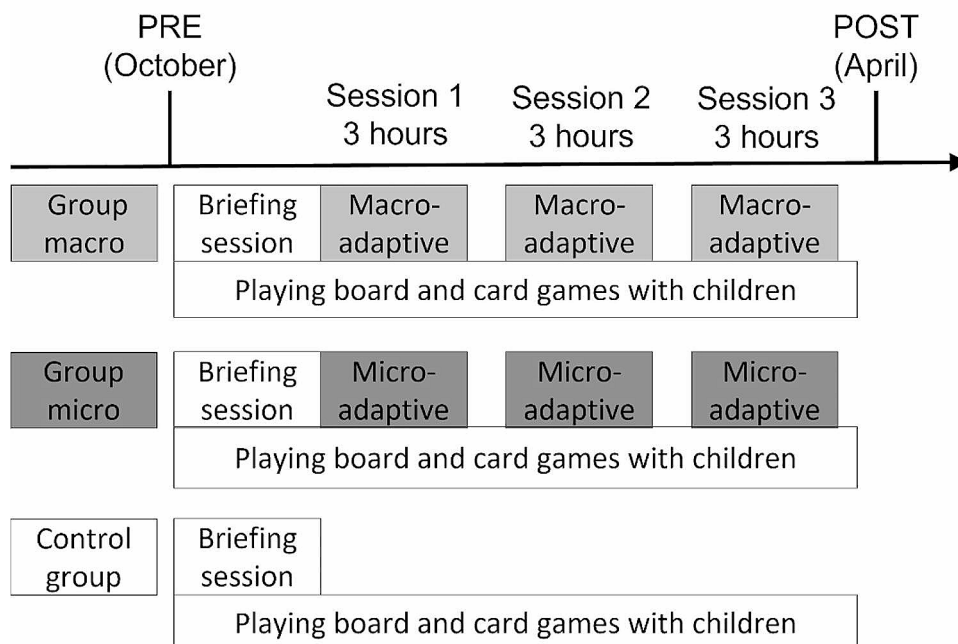 PRE
(October)
POST
(April)
Session 1
3 hours
Session 2
3 hours
Session 3
3 hours
Group
macro
Briefing
session
Macro-
adaptive
Macro-
adaptive
Macro-
adaptive
Playing board and card games with children
Group
micro
Briefing
session
Micro-
adaptive
Micro-
adaptive
Micro-
adaptive
Playing board and card games with children
Control
group
Briefing
session
Playing board and card games with children